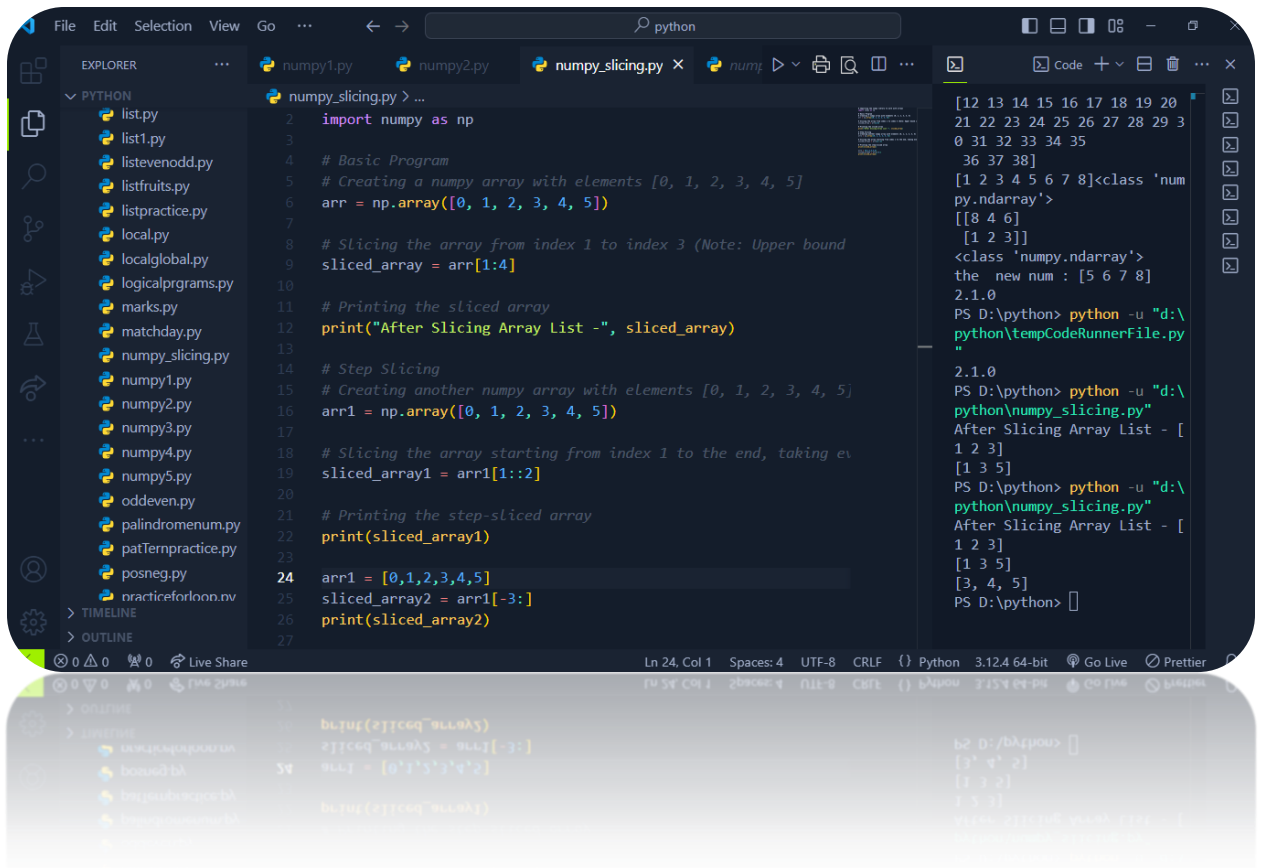 File Edit Selection View Go ··· python
EXPLORER ···
PYTHON
list.py
list1.py
listevenodd.py
listfruits.py
listpractice.py
local.py
localglobal.py
logicalprgrams.py
marks.py
matchday.py
numpy_slicing.py
numpy1.py
numpy2.py
numpy3.py
numpy4.py
numpy5.py
oddeven.py
palindromenum.py
patTernpractice.py
posneg.py
practiceforloop.py
TIMELINE
OUTLINE
numpy1.py numpy2.py numpy_slicing.py
numpy_slicing.py > ...
2 import numpy as np
3
4 # Basic Program
5 # Creating a numpy array with elements [0, 1, 2, 3, 4, 5]
6 arr = np.array([0, 1, 2, 3, 4, 5])
7
8 # Slicing the array from index 1 to index 3 (Note: Upper bound
9 sliced_array = arr[1:4]
10
11 # Printing the sliced array
12 print("After Slicing Array List -", sliced_array)
13
14 # Step Slicing
15 # Creating another numpy array with elements [0, 1, 2, 3, 4, 5]
16 arr1 = np.array([0, 1, 2, 3, 4, 5])
17
18 # Slicing the array starting from index 1 to the end, taking ev
19 sliced_array1 = arr1[1::2]
20
21 # Printing the step-sliced array
22 print(sliced_array1)
23
24 arr1 = [0,1,2,3,4,5]
25 sliced_array2 = arr1[-3:]
26 print(sliced_array2)
27
Code
[12 13 14 15 16 17 18 19 20
21 22 23 24 25 26 27 28 29 3
0 31 32 33 34 35
36 37 38]
[1 2 3 4 5 6 7 8]<class 'num
py.ndarray'>
[[8 4 6]
[1 2 3]]
<class 'numpy.ndarray'>
the  new num : [5 6 7 8]
2.1.0
PS D:\python> python -u "d:\
python\tempCodeRunnerFile.py
"
2.1.0
PS D:\python> python -u "d:\
python\numpy_slicing.py"
After Slicing Array List - [
1 2 3]
[1 3 5]
PS D:\python> python -u "d:\
python\numpy_slicing.py"
After Slicing Array List - [
1 2 3]
[1 3 5]
[3, 4, 5]
PS D:\python>
0 0 0 Live Share Ln 24, Col 1 Spaces: 4 UTF-8 CRLF {} Python 3.12.4 64-bit Go Live Prettier